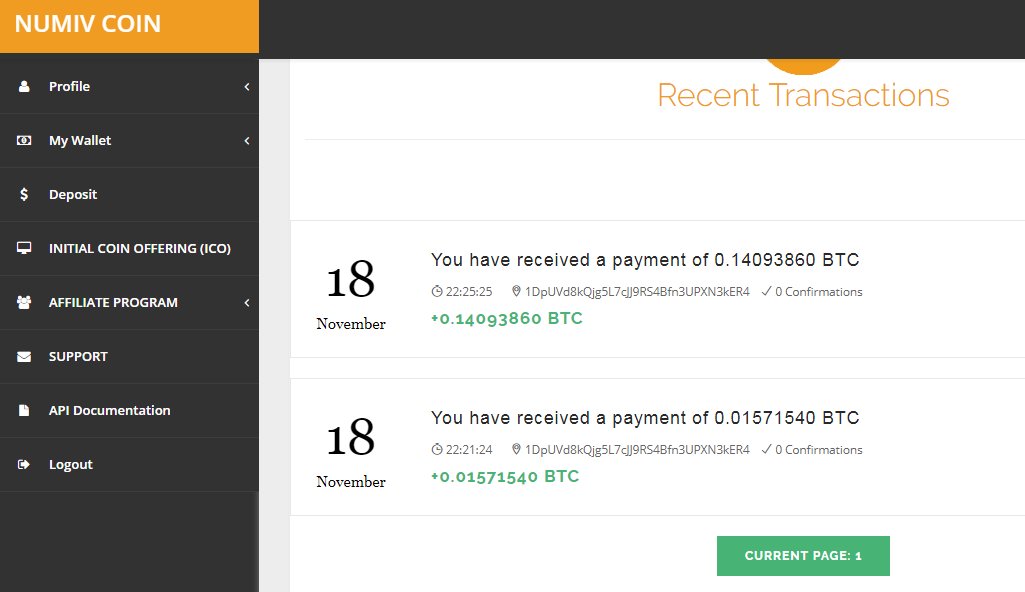 NUMIV COIN
Profile
My Wallet
Deposit
INITIAL COIN OFFERING (ICO)
AFFILIATE PROGRAM
SUPPORT
API Documentation
Logout
Recent Transactions
18
November
You have received a payment of 0.14093860 BTC
22:25:25 1DpUVd8kQjg5L7cJJ9RS4Bfn3UPXN3kER4 0 Confirmations
+0.14093860 BTC
18
November
You have received a payment of 0.01571540 BTC
22:21:24 1DpUVd8kQjg5L7cJJ9RS4Bfn3UPXN3kER4 0 Confirmations
+0.01571540 BTC
CURRENT PAGE: 1